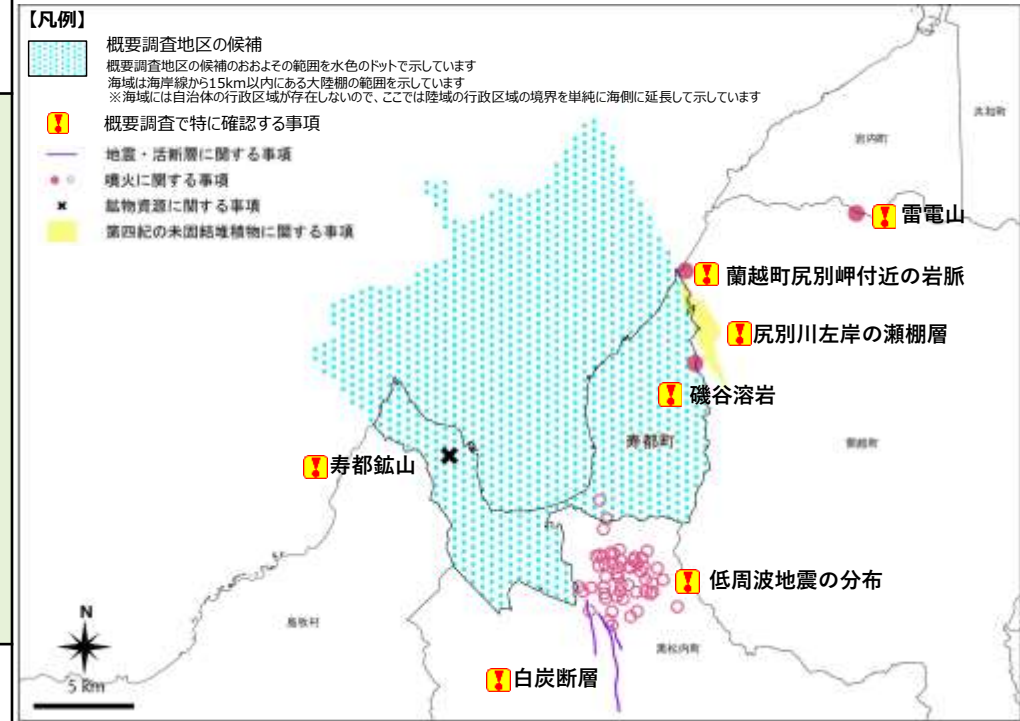 【凡例】
概要調査地区の候補
概要調査地区の候補のおおよその範囲を水色のドットで示しています
海域は海岸線から15km以内にある大陸棚の範囲を示しています
※海域には自治体の行政区域が存在しないので、ここでは陸域の行政区域の境界を単純に海側に延長して示しています
概要調査で特に確認する事項
地震・活断層に関する事項
噴火に関する事項
鉱物資源に関する事項
第四紀の未固結堆積物に関する事項
共和町
岩内町
雷電山
蘭越町尻別岬付近の岩脈
尻別川左岸の瀬棚層
磯谷溶岩
寿都町
蘭越町
寿都鉱山
低周波地震の分布
島牧村
黒松内町
白炭断層
N
5 km